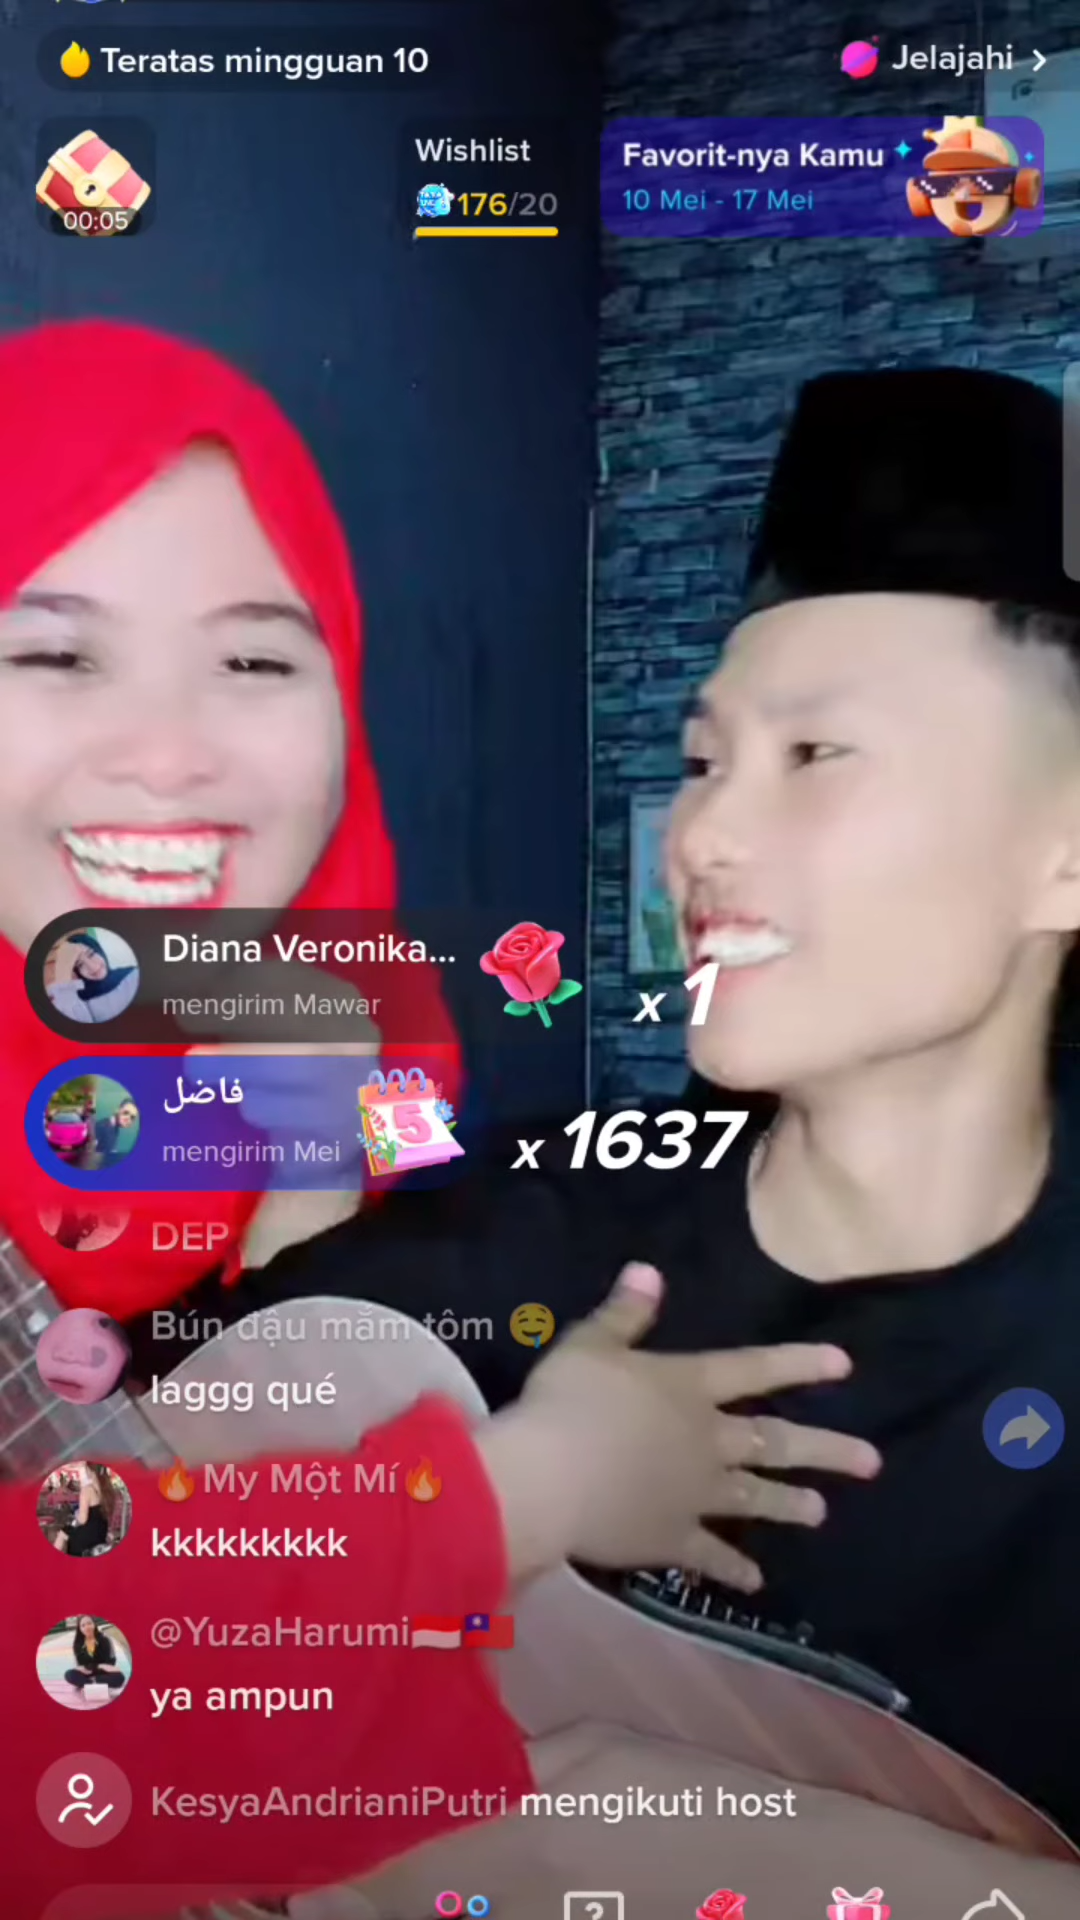 Teratas mingguan 10
Jelajahi
00:05
Wishlist
176/20
Favorit-nya Kamu
10 Mei - 17 Mei
Diana Veronika...
mengirim Mawar
x 1
فاضل
mengirim Mei
5
x 1637
DEP
Bún đậu mắm tôm 🤤
laggg qué
🔥My Một Mí🔥
kkkkkkkkk
@YuzaHarumi🇮🇩🇹🇼
ya ampun
KesyaAndrianiPutri mengikuti host